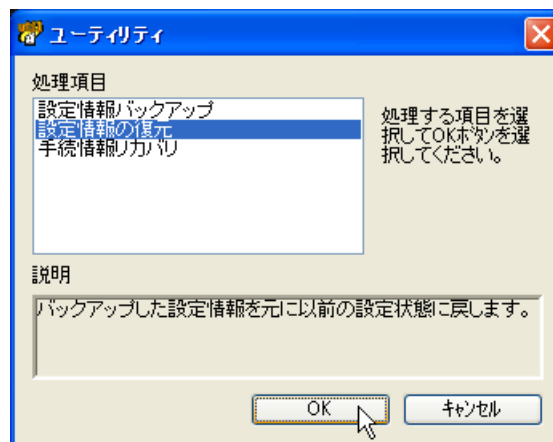 ユーティリティ
処理項目
設定情報バックアップ
設定情報の復元
手続情報リカバリ
処理する項目を選
択してOKﾎﾞﾀﾝを選
択してください。
説明
バックアップした設定情報を元に以前の設定状態に戻します。
OK
ｷｬﾝｾﾙ